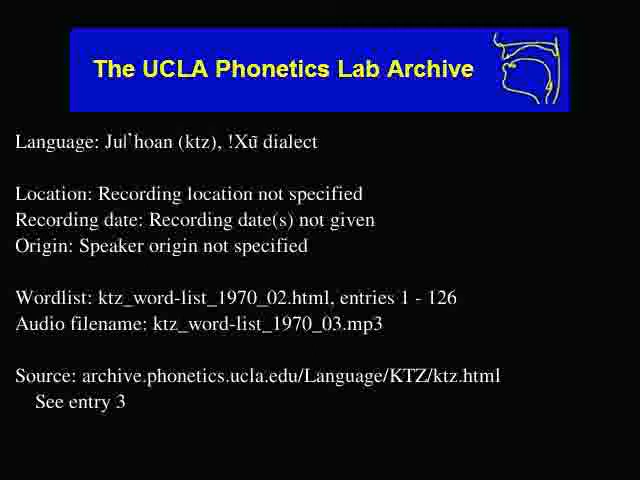 The UCLA Phonetics Lab Archive
Language: Ju|`hoan (ktz), !Xũ dialect
Location: Recording location not specified
Recording date: Recording date(s) not given
Origin: Speaker origin not specified
Wordlist: ktz_word-list_1970_02.html, entries 1 - 126
Audio filename: ktz_word-list_1970_03.mp3
Source: archive.phonetics.ucla.edu/Language/KTZ/ktz.html
See entry 3